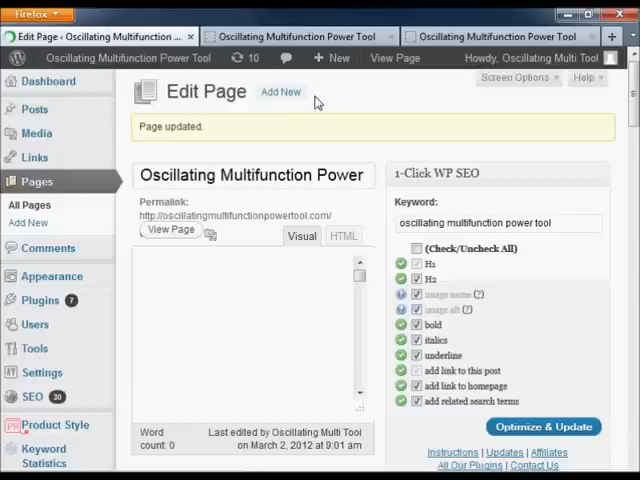 Firefox
Edit Page ‹ Oscillating Multifunction ...
Oscillating Multifunction Power Tool
Oscillating Multifunction Power Tool
Oscillating Multifunction Power Tool
10
New
View Page
Howdy, Oscillating Multi Tool
Screen Options
Help
Dashboard
Posts
Media
Links
Pages
All Pages
Add New
Comments
Appearance
Plugins 7
Users
Tools
Settings
SEO 30
Product Style
Keyword
Statistics
Edit Page
Add New
Page updated.
Oscillating Multifunction Power
Permalink:
http://oscillatingmultifunctionpowertool.com/
View Page
Visual
HTML
Word
count: 0
Last edited by Oscillating Multi Tool
on March 2, 2012 at 9:01 am
1-Click WP SEO
Keyword:
oscillating multifunction power tool
(Check/Uncheck All)
H1
H2
image name (?)
image alt (?)
bold
italics
underline
add link to this post
add link to homepage
add related search terms
Optimize & Update
Instructions | Updates | Affiliates
All Our Plugins | Contact Us